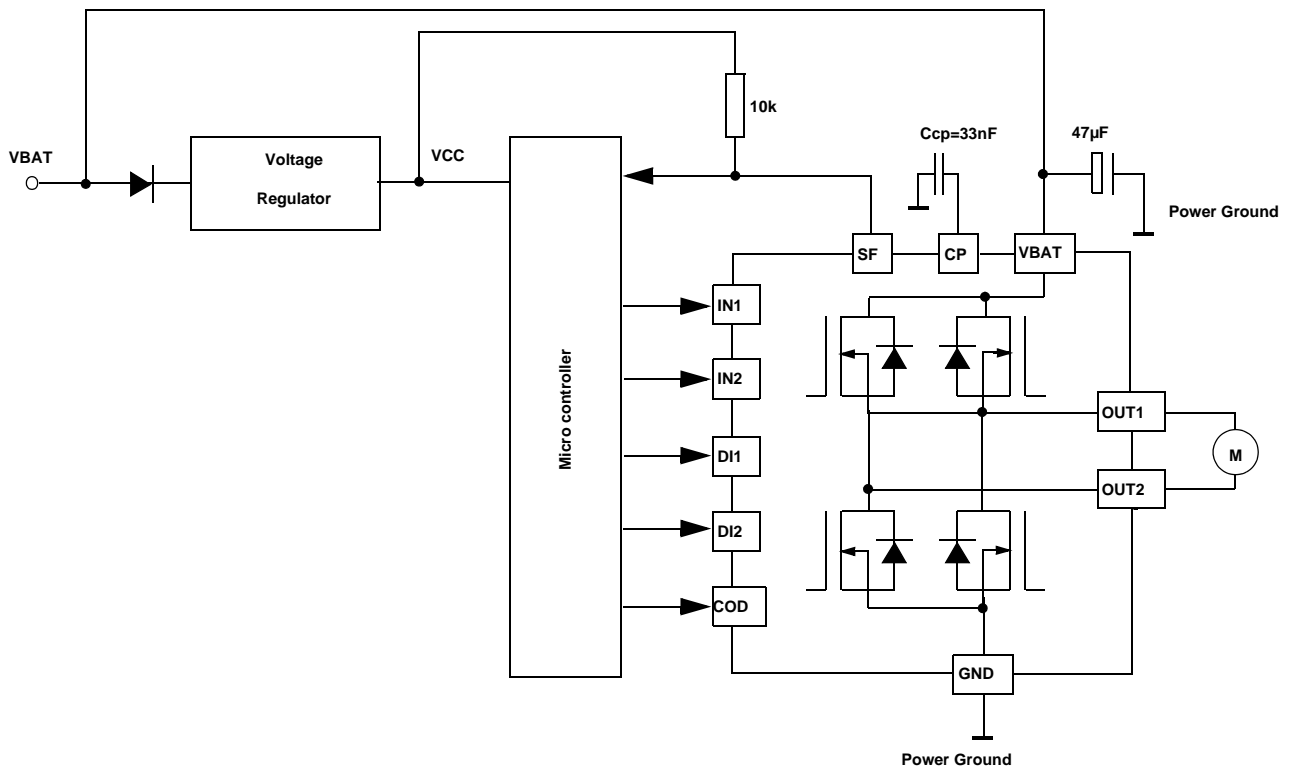 10k
Ccp=33nF
47µF
VBAT
Voltage
Regulator
VCC
Power Ground
SF
CP
VBAT
IN1
IN2
Micro controller
DI1
DI2
COD
OUT1
M
OUT2
GND
Power Ground